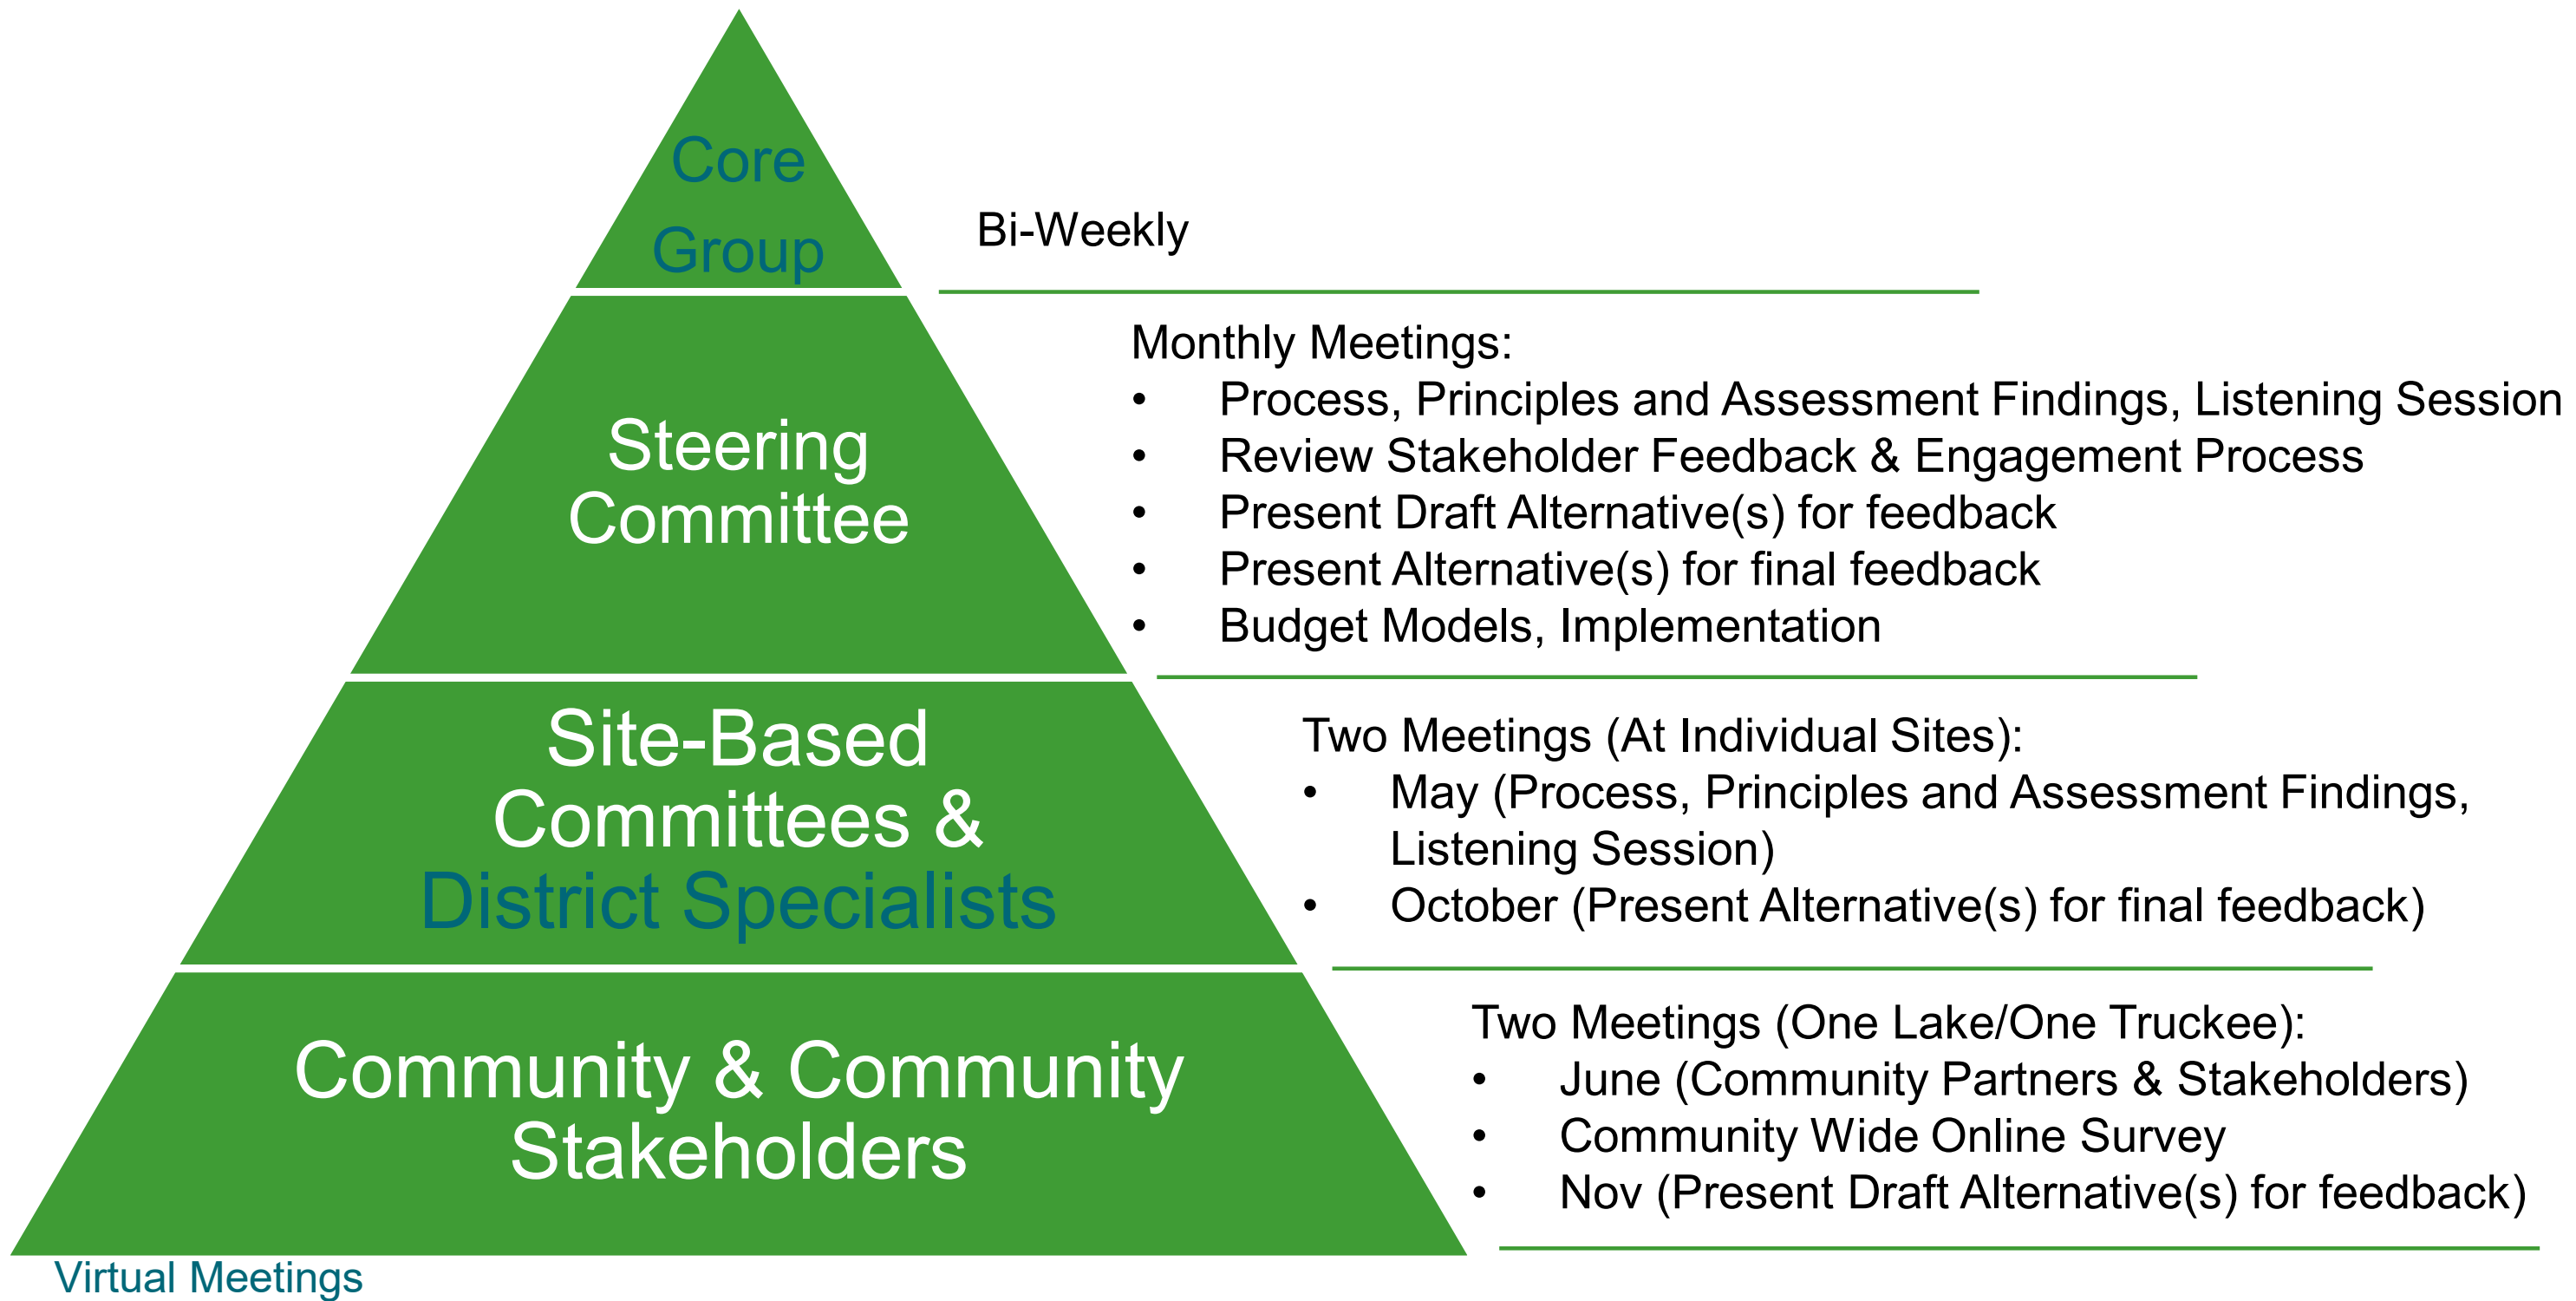 Core
Group
Bi-Weekly
Steering
Committee
Monthly Meetings:
• Process, Principles and Assessment Findings, Listening Session
• Review Stakeholder Feedback & Engagement Process
• Present Draft Alternative(s) for feedback
• Present Alternative(s) for final feedback
• Budget Models, Implementation
Site-Based
Committees &
District Specialists
Two Meetings (At Individual Sites):
• May (Process, Principles and Assessment Findings,
Listening Session)
• October (Present Alternative(s) for final feedback)
Community & Community
Stakeholders
Two Meetings (One Lake/One Truckee):
• June (Community Partners & Stakeholders)
• Community Wide Online Survey
• Nov (Present Draft Alternative(s) for feedback)
Virtual Meetings